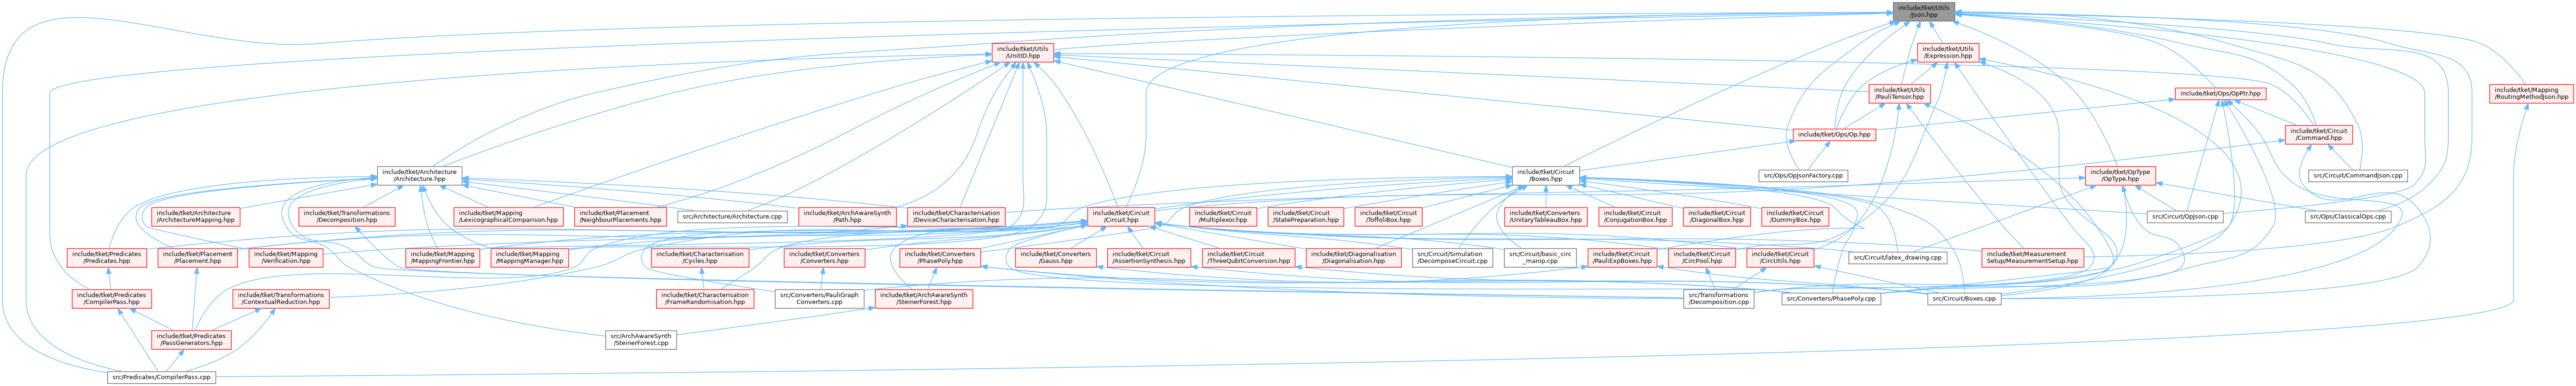 include/tket/Utils
/Json.hpp
include/tket/Utils
/UnitID.hpp
include/tket/Utils
/Expression.hpp
include/tket/Utils
/PauliTensor.hpp
include/tket/Ops/OpPtr.hpp
include/tket/Mapping
/RoutingMethodJson.hpp
include/tket/Ops/Op.hpp
include/tket/Circuit
/Command.hpp
include/tket/Architecture
/Architecture.hpp
include/tket/Circuit
/Boxes.hpp
src/Ops/OpJsonFactory.cpp
include/tket/OpType
/OpType.hpp
src/Circuit/CommandJson.cpp
include/tket/Architecture
/ArchitectureMapping.hpp
include/tket/Transformations
/Decomposition.hpp
include/tket/Mapping
/LexicographicalComparison.hpp
include/tket/Placement
/NeighbourPlacements.hpp
src/Architecture/Architecture.cpp
include/tket/ArchAwareSynth
/Path.hpp
include/tket/Characterisation
/DeviceCharacterisation.hpp
include/tket/Circuit
/Circuit.hpp
include/tket/Circuit
/Multiplexor.hpp
include/tket/Circuit
/StatePreparation.hpp
include/tket/Circuit
/ToffoliBox.hpp
include/tket/Converters
/UnitaryTableauBox.hpp
include/tket/Circuit
/ConjugationBox.hpp
include/tket/Circuit
/DiagonalBox.hpp
include/tket/Circuit
/DummyBox.hpp
src/Circuit/OpJson.cpp
src/Ops/ClassicalOps.cpp
include/tket/Predicates
/Predicates.hpp
include/tket/Placement
/Placement.hpp
include/tket/Mapping
/Verification.hpp
include/tket/Mapping
/MappingFrontier.hpp
include/tket/Mapping
/MappingManager.hpp
include/tket/Characterisation
/Cycles.hpp
include/tket/Converters
/Converters.hpp
include/tket/Converters
/PhasePoly.hpp
include/tket/Converters
/Gauss.hpp
include/tket/Circuit
/AssertionSynthesis.hpp
include/tket/Circuit
/ThreeQubitConversion.hpp
include/tket/Diagonalisation
/Diagonalisation.hpp
src/Circuit/Simulation
/DecomposeCircuit.cpp
src/Circuit/basic_circ
_manip.cpp
include/tket/Circuit
/PauliExpBoxes.hpp
include/tket/Circuit
/CircPool.hpp
include/tket/Circuit
/CircUtils.hpp
src/Circuit/latex_drawing.cpp
include/tket/Measurement
Setup/MeasurementSetup.hpp
include/tket/Predicates
/CompilerPass.hpp
include/tket/Transformations
/ContextualReduction.hpp
include/tket/Characterisation
/FrameRandomisation.hpp
src/Converters/PauliGraph
Converters.cpp
include/tket/ArchAwareSynth
/SteinerForest.hpp
src/Transformations
/Decomposition.cpp
src/Converters/PhasePoly.cpp
src/Circuit/Boxes.cpp
include/tket/Predicates
/PassGenerators.hpp
src/ArchAwareSynth
/SteinerForest.cpp
src/Predicates/CompilerPass.cpp